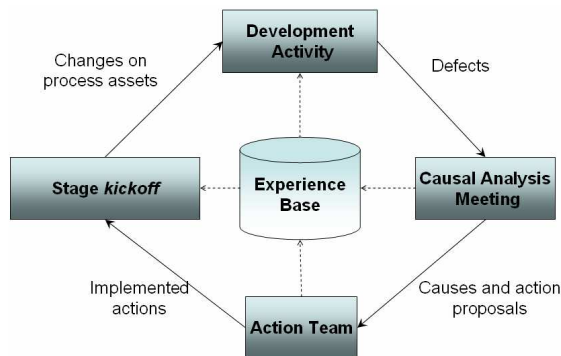 Development
Activity
Changes on
process assets
Defects
Stage kickoff
Experience
Base
Causal Analysis
Meeting
Implemented
actions
Causes and action
proposals
Action Team